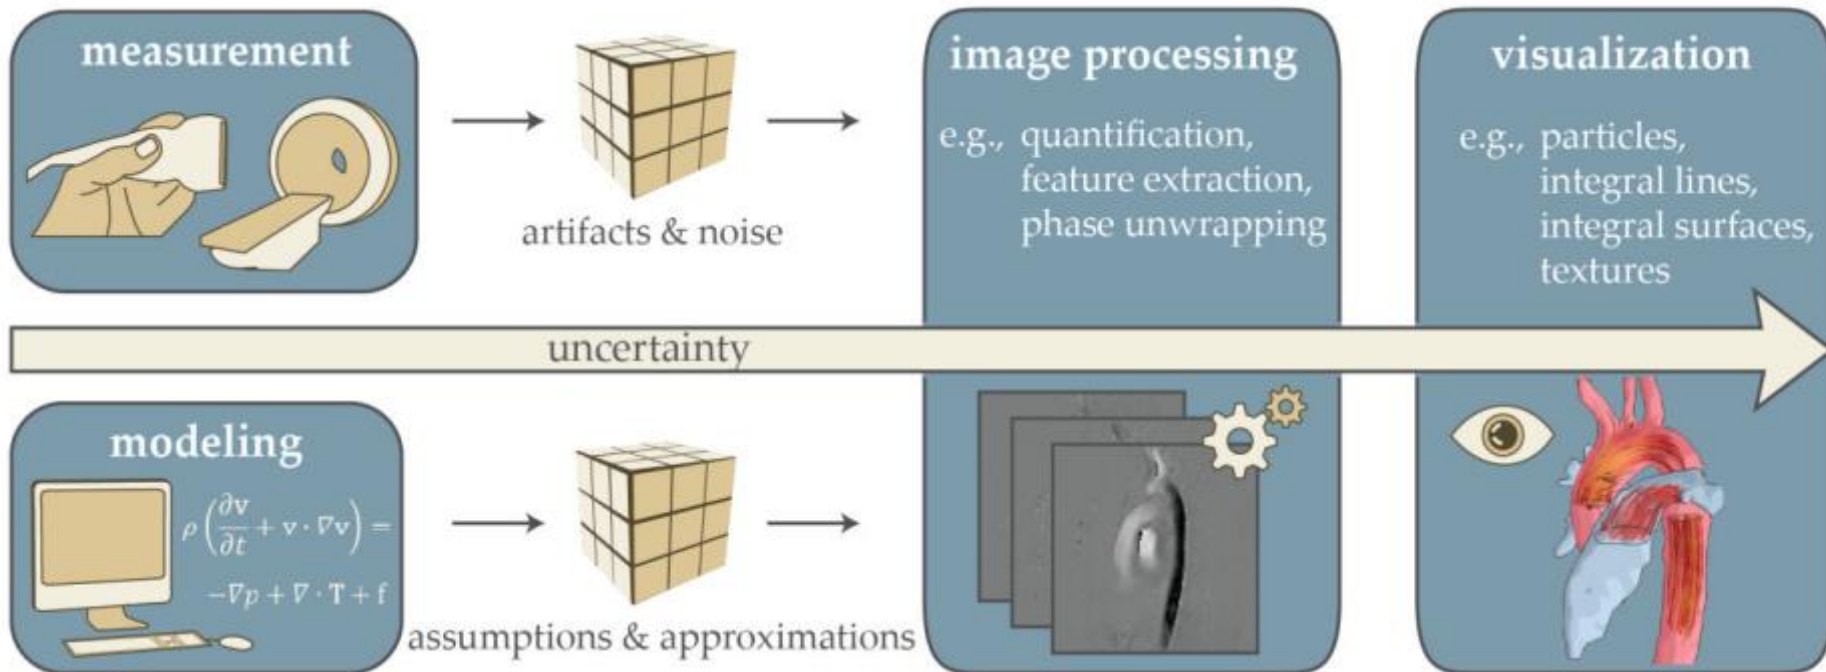 measurement
artifacts & noise
image processing
e.g., quantification,
feature extraction,
phase unwrapping
visualization
e.g., particles,
integral lines,
integral surfaces,
textures
uncertainty
modeling
ρ(∂v/∂t + v · ∇v) =
−∇p + ∇ · T + f
assumptions & approximations